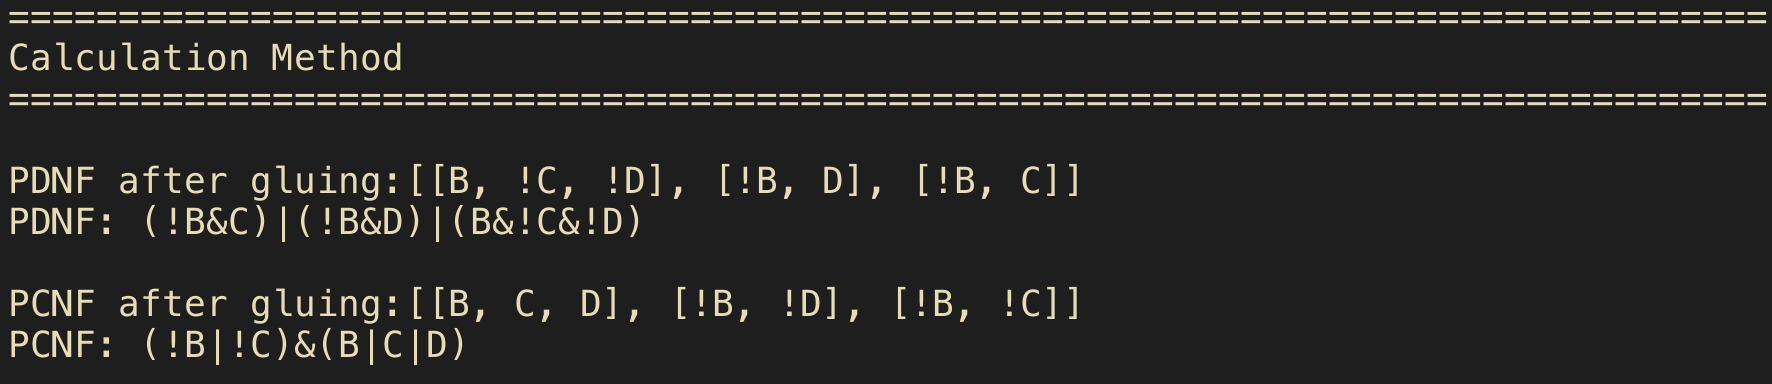 ================================================================================
Calculation Method
================================================================================
PDNF after gluing:[[B, !C, !D], [!B, D], [!B, C]]
PDNF: (!B&C)|(!B&D)|(B&!C&!D)
PCNF after gluing:[[B, C, D], [!B, !D], [!B, !C]]
PCNF: (!B|!C)&(B|C|D)